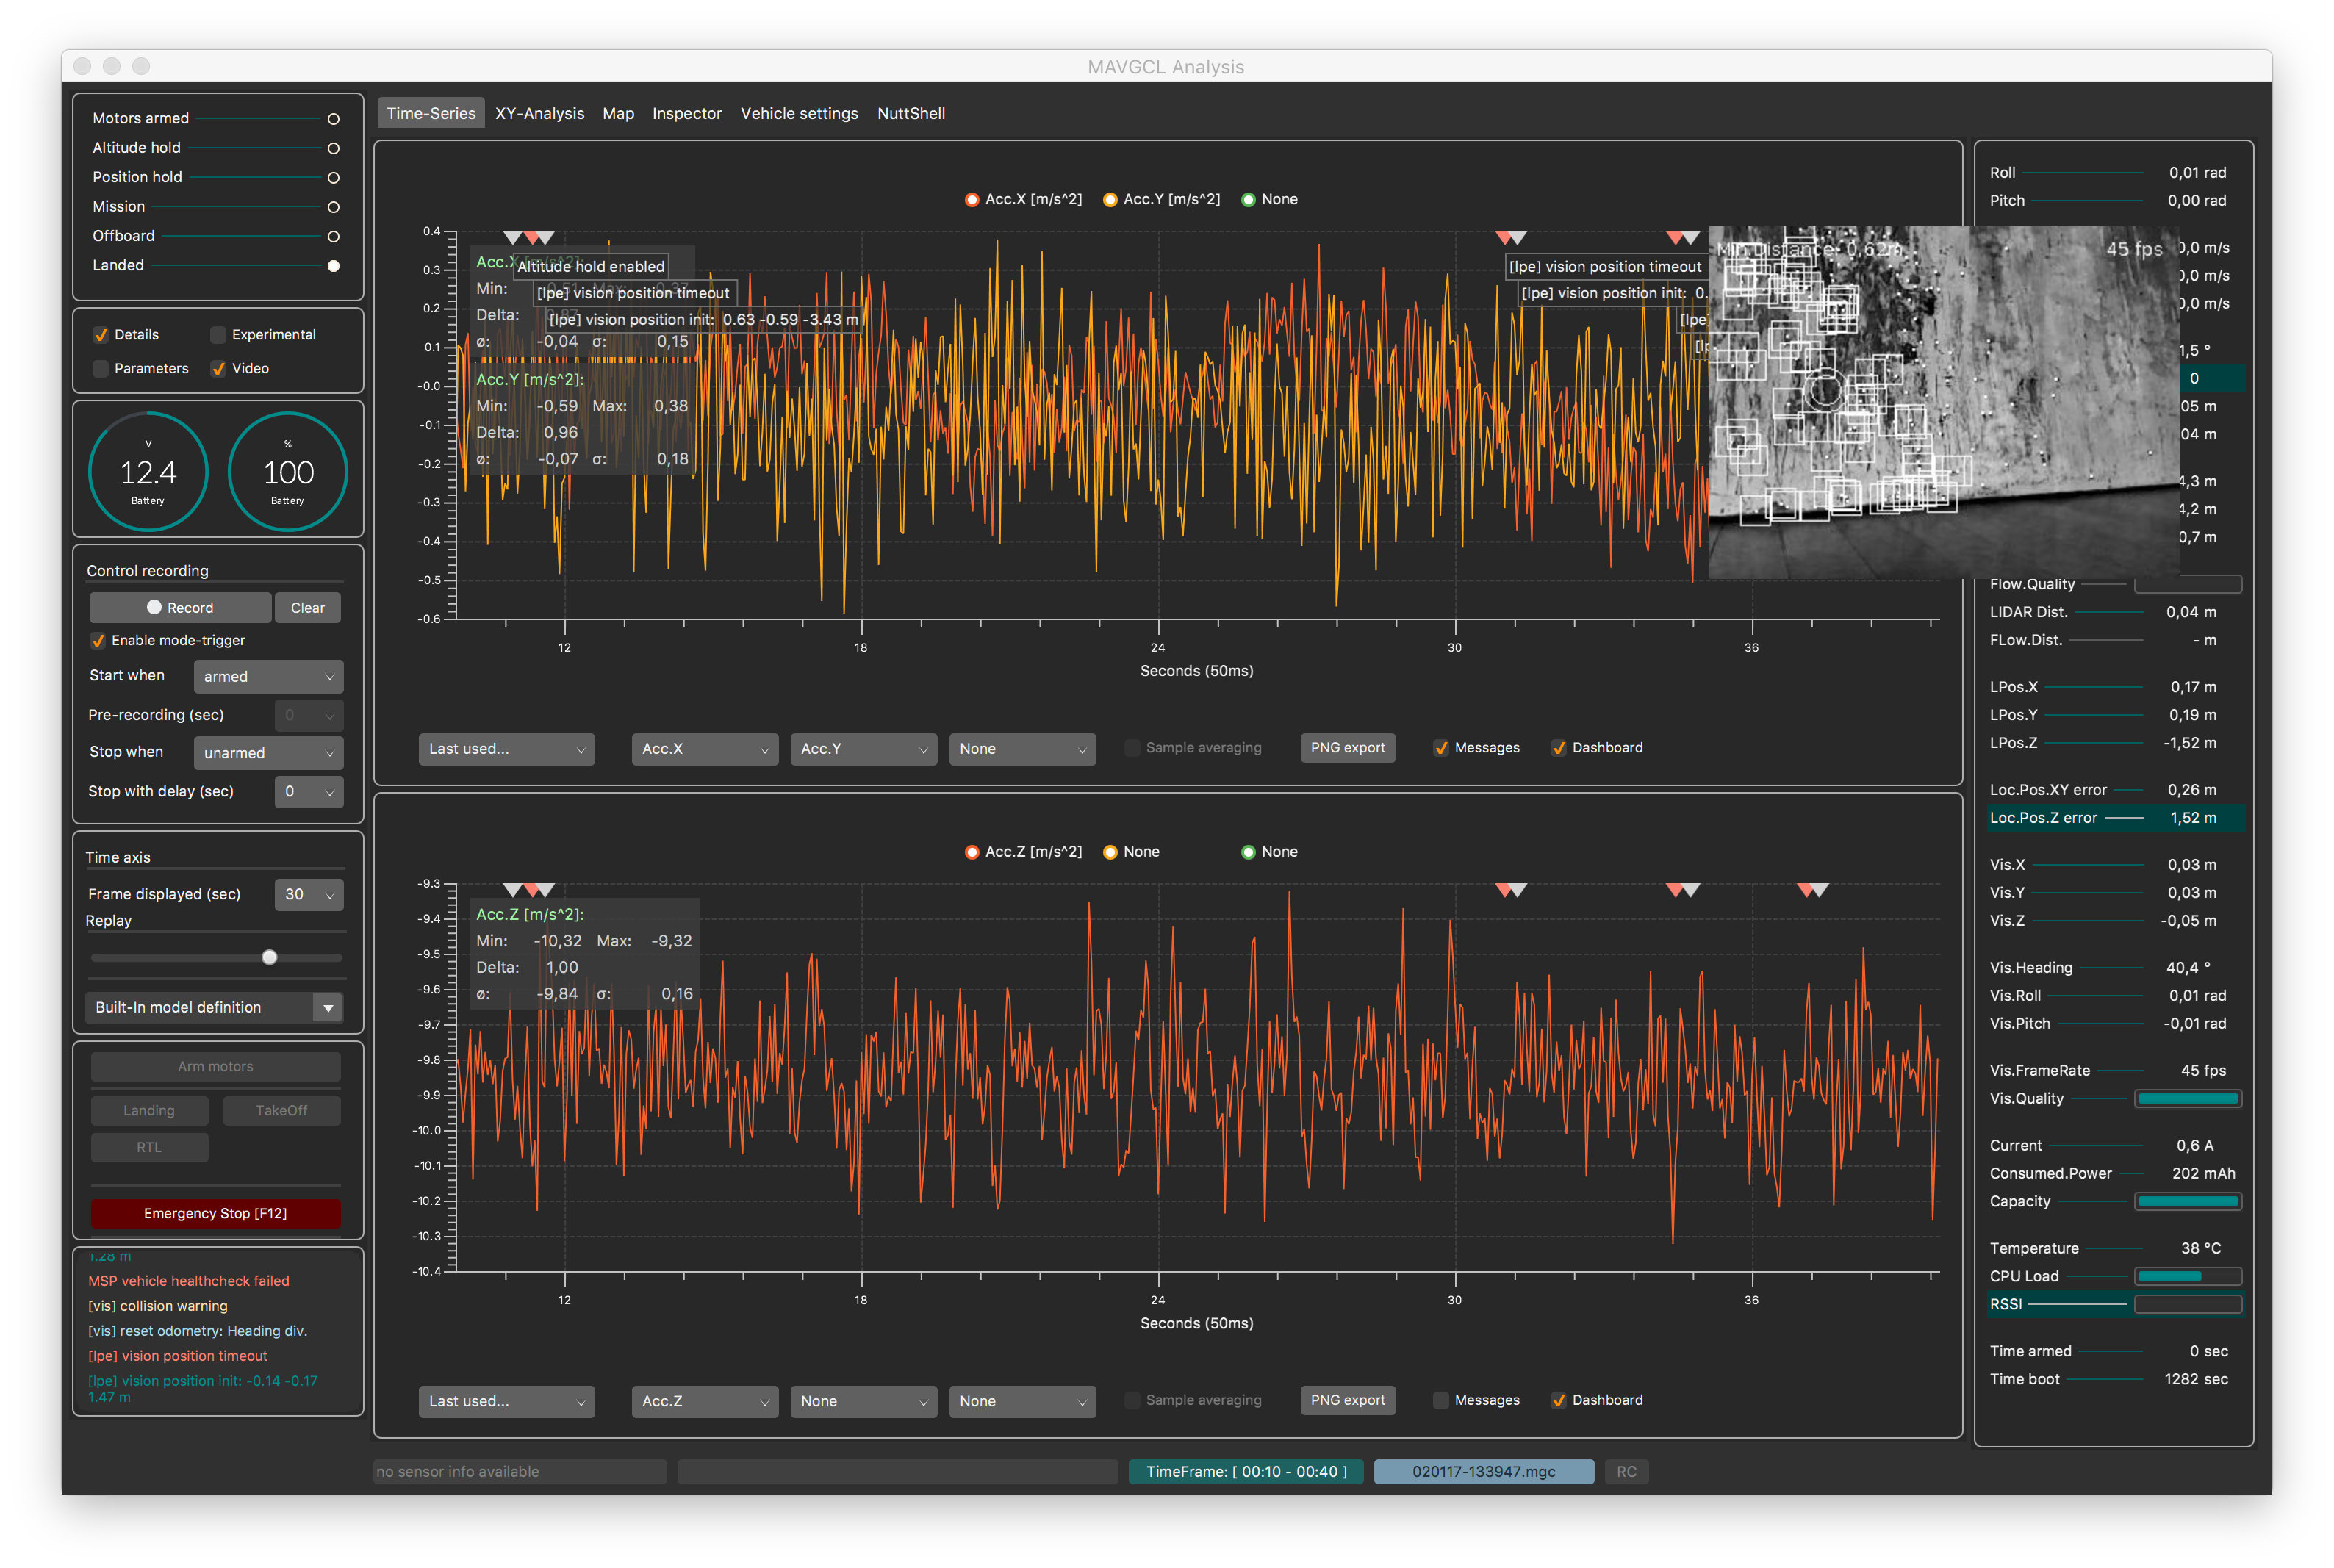 MAVGCL Analysis
Motors armed
Altitude hold
Position hold
Mission
Offboard
Landed
Details
Experimental
Parameters
Video
V
12.4
Battery
%
100
Battery
Control recording
Record
Clear
Enable mode-trigger
Start when
armed
Pre-recording (sec)
0
Stop when
unarmed
Stop with delay (sec)
0
Time axis
Frame displayed (sec)
30
Replay
Built-In model definition
Arm motors
Landing
TakeOff
RTL
Emergency Stop [F12]
1.28 m
MSP vehicle healthcheck failed
[vis] collision warning
[vis] reset odometry: Heading div.
[lpe] vision position timeout
[lpe] vision position init: -0.14 -0.17
1.47 m
Time-Series XY-Analysis Map Inspector Vehicle settings NuttShell
Acc.X [m/s^2] Acc.Y [m/s^2] None
0.4
0.3
0.2
0.1
-0.0
-0.1
-0.2
-0.3
-0.4
-0.5
-0.6
Altitude hold enabled
[lpe] vision position timeout
[lpe] vision position init: 0.63 -0.59 -3.43 m
Min:
Delta:
ø: -0,04 σ: 0,15
Acc.Y [m/s^2]:
Min: -0,59 Max: 0,38
Delta: 0,96
ø: -0,07 σ: 0,18
[lpe] vision position timeout
[lpe] vision position init: 0.
[lpe]
Min.Distance: 0.62m
45 fps
12 18 24 30 36
Seconds (50ms)
Last used... Acc.X Acc.Y None Sample averaging PNG export Messages Dashboard
Acc.Z [m/s^2] None None
-9.3
-9.4
-9.5
-9.6
-9.7
-9.8
-9.9
-10.0
-10.1
-10.2
-10.3
-10.4
Acc.Z [m/s^2]:
Min: -10,32 Max: -9,32
Delta: 1,00
ø: -9,84 σ: 0,16
12 18 24 30 36
Seconds (50ms)
Last used... Acc.Z None None Sample averaging PNG export Messages Dashboard
no sensor info available
TimeFrame: [ 00:10 - 00:40 ]
020117-133947.mgc
RC
Roll 0,01 rad
Pitch 0,00 rad
0,0 m/s
0,0 m/s
0,0 m/s
1,5 °
0
05 m
04 m
4,3 m
4,2 m
0,7 m
Flow.Quality
LIDAR Dist. 0,04 m
FLow.Dist. - m
LPos.X 0,17 m
LPos.Y 0,19 m
LPos.Z -1,52 m
Loc.Pos.XY error 0,26 m
Loc.Pos.Z error 1,52 m
Vis.X 0,03 m
Vis.Y 0,03 m
Vis.Z -0,05 m
Vis.Heading 40,4 °
Vis.Roll 0,01 rad
Vis.Pitch -0,01 rad
Vis.FrameRate 45 fps
Vis.Quality
Current 0,6 A
Consumed.Power 202 mAh
Capacity
Temperature 38 °C
CPU Load
RSSI
Time armed 0 sec
Time boot 1282 sec